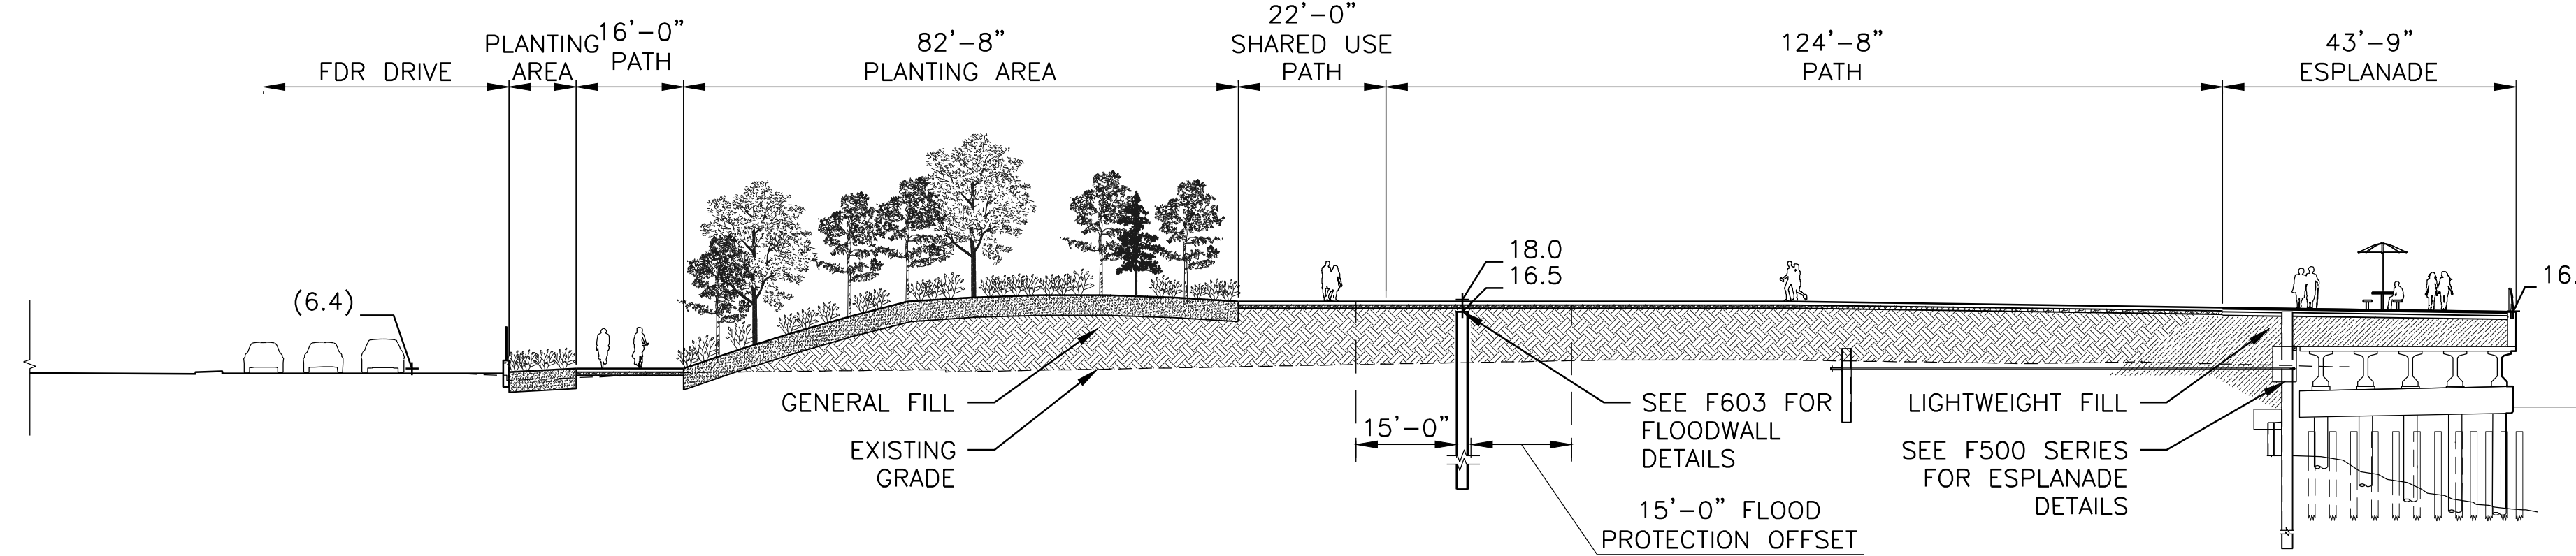 FDR DRIVE
PLANTING
AREA
16'-0"
PATH
82'-8"
PLANTING AREA
22'-0"
SHARED USE
PATH
124'-8"
PATH
43'-9"
ESPLANADE
(6.4)
18.0
16.5
16.
GENERAL FILL
EXISTING
GRADE
15'-0"
SEE F603 FOR
FLOODWALL
DETAILS
15'-0" FLOOD
PROTECTION OFFSET
LIGHTWEIGHT FILL
SEE F500 SERIES
FOR ESPLANADE
DETAILS